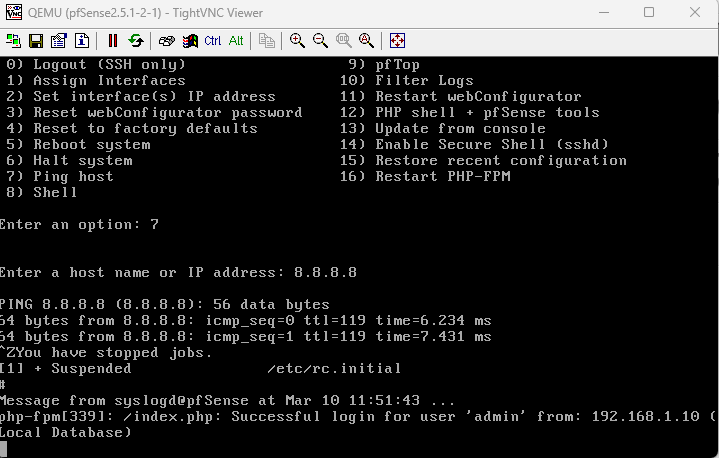 QEMU (pfSense2.5.1-2-1) - TightVNC Viewer
Ctrl Alt
0) Logout (SSH only) 9) pfTop
1) Assign Interfaces 10) Filter Logs
2) Set interface(s) IP address 11) Restart webConfigurator
3) Reset webConfigurator password 12) PHP shell + pfSense tools
4) Reset to factory defaults 13) Update from console
5) Reboot system 14) Enable Secure Shell (sshd)
6) Halt system 15) Restore recent configuration
7) Ping host 16) Restart PHP-FPM
8) Shell
Enter an option: 7
Enter a host name or IP address: 8.8.8.8
PING 8.8.8.8 (8.8.8.8): 56 data bytes
64 bytes from 8.8.8.8: icmp_seq=0 ttl=119 time=6.234 ms
64 bytes from 8.8.8.8: icmp_seq=1 ttl=119 time=7.431 ms
^ZYou have stopped jobs.
[1] + Suspended /etc/rc.initial
#
Message from syslogd@pfSense at Mar 10 11:51:43 ...
php-fpm[339]: /index.php: Successful login for user 'admin' from: 192.168.1.10 (
Local Database)